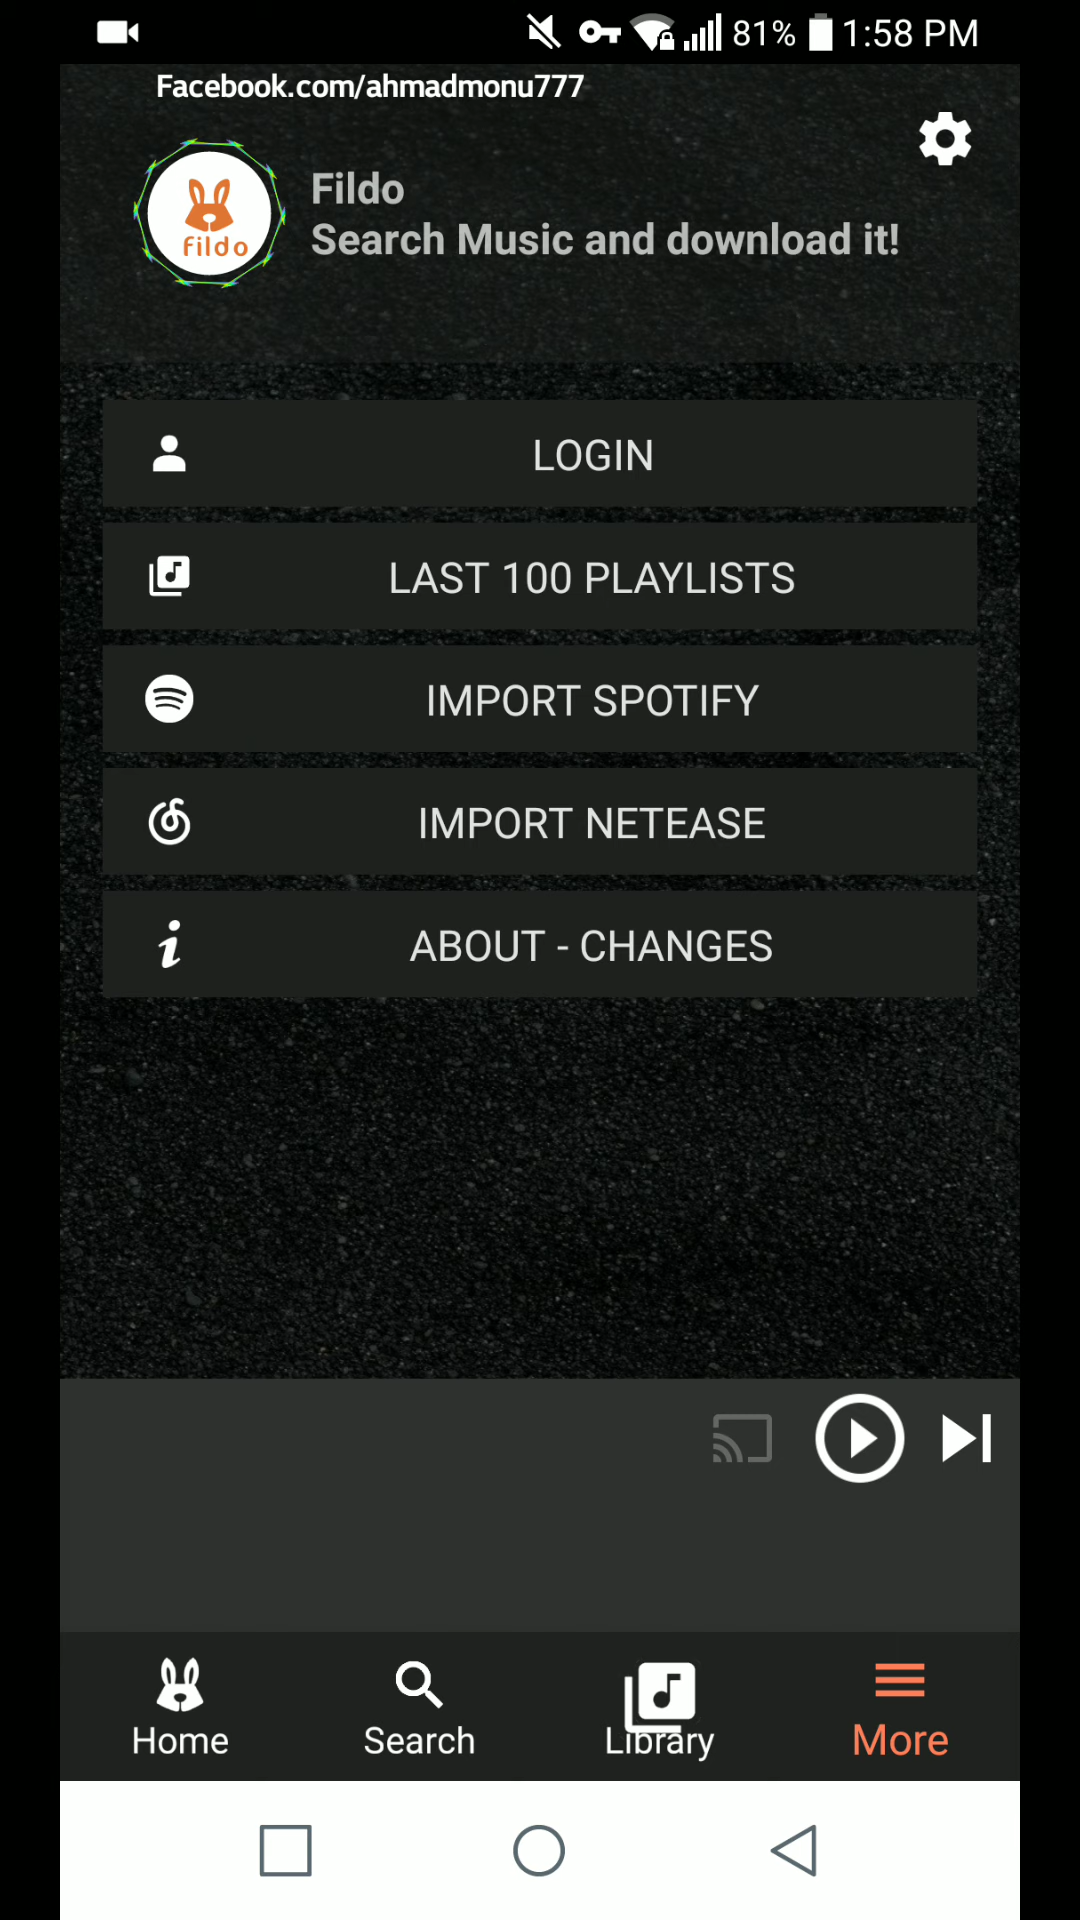 81% 1:58 PM
Facebook.com/ahmadmonu777
fildo
Fildo
Search Music and download it!
LOGIN
LAST 100 PLAYLISTS
IMPORT SPOTIFY
IMPORT NETEASE
ABOUT - CHANGES
Home Search Library More